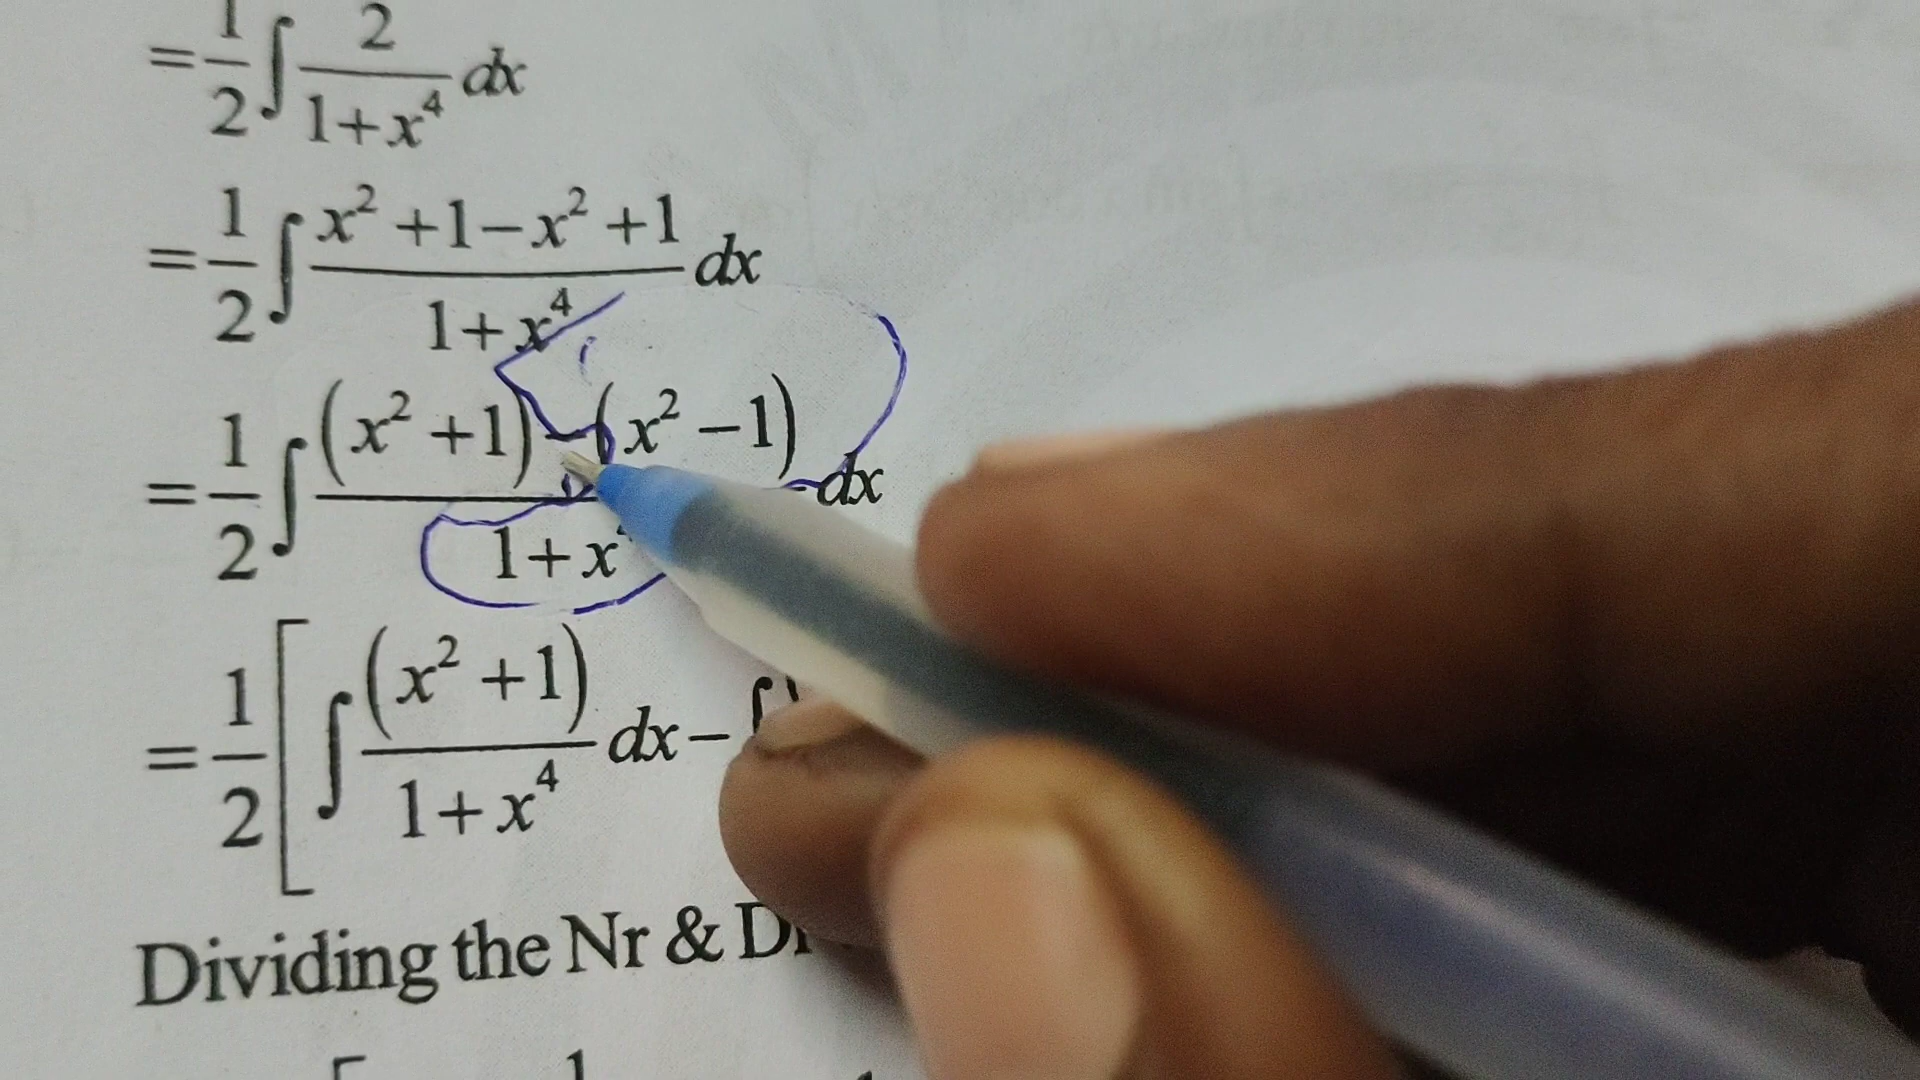 = 1/2 ∫ 2/(1+x⁴) dx
= 1/2 ∫ (x² +1−x² +1)/(1+x⁴) dx
= 1/2 ∫ ((x² +1)−(x² −1))/(1+x) dx
= 1/2 [ ∫ (x² +1)/(1+x⁴) dx − ∫
Dividing the Nr &